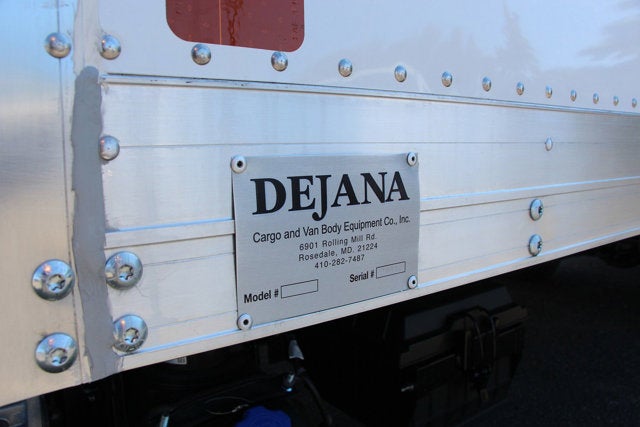 DEJANA
Cargo and Van Body Equipment Co., Inc.
6901 Rolling Mill Rd.
Rosedale, MD. 21224
410-282-7487
Model # Serial #